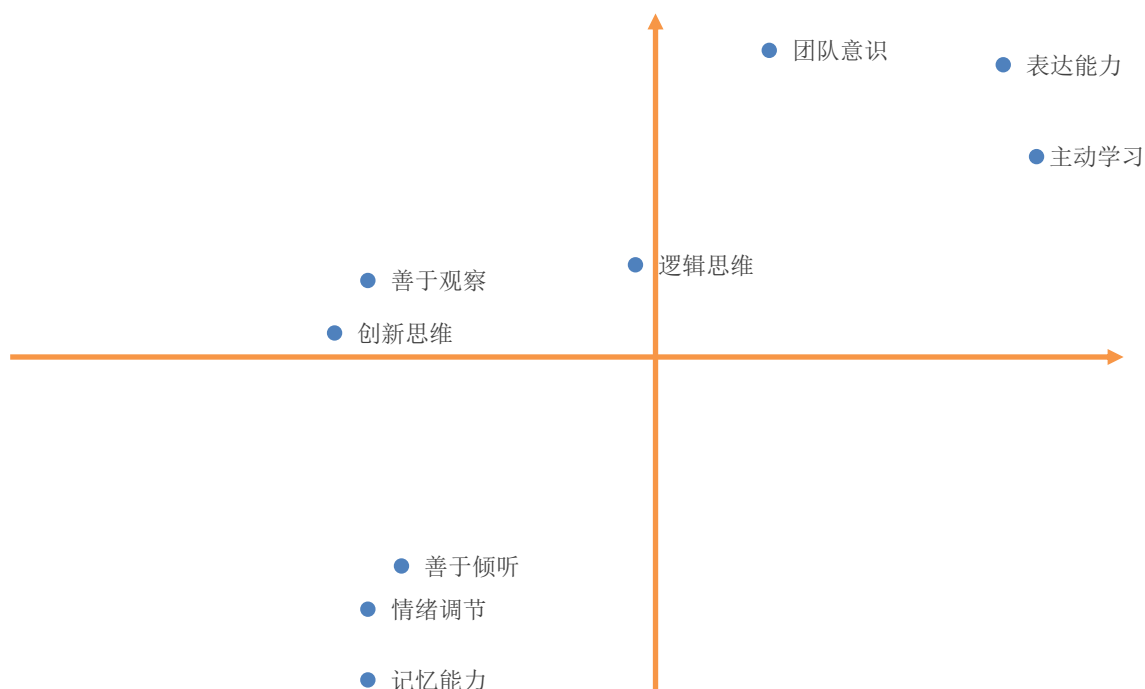 团队意识
表达能力
主动学习
逻辑思维
善于观察
创新思维
善于倾听
情绪调节
记忆能力